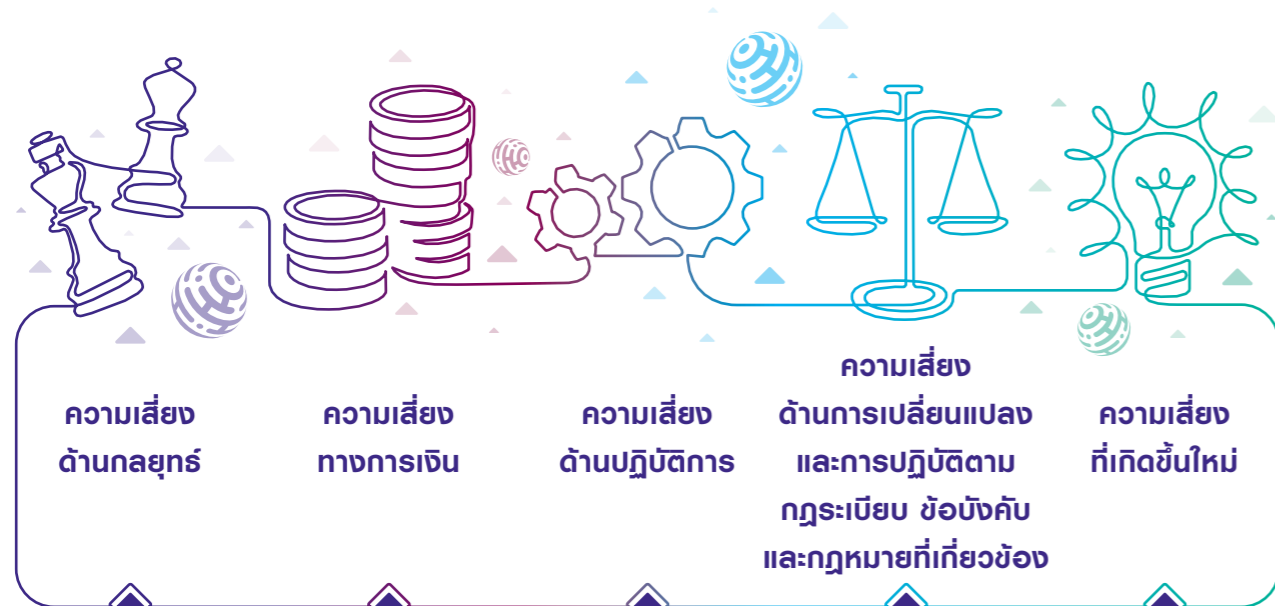 ความเสี่ยง
ด้านกลยุทธ์
ความเสี่ยง
ทางการเงิน
ความเสี่ยง
ด้านปฏิบัติการ
ความเสี่ยง
ด้านการเปลี่ยนแปลง
และการปฏิบัติตาม
กฎระเบียบ ข้อบังคับ
และกฎหมายที่เกี่ยวข้อง
ความเสี่ยง
ที่เกิดขึ้นใหม่